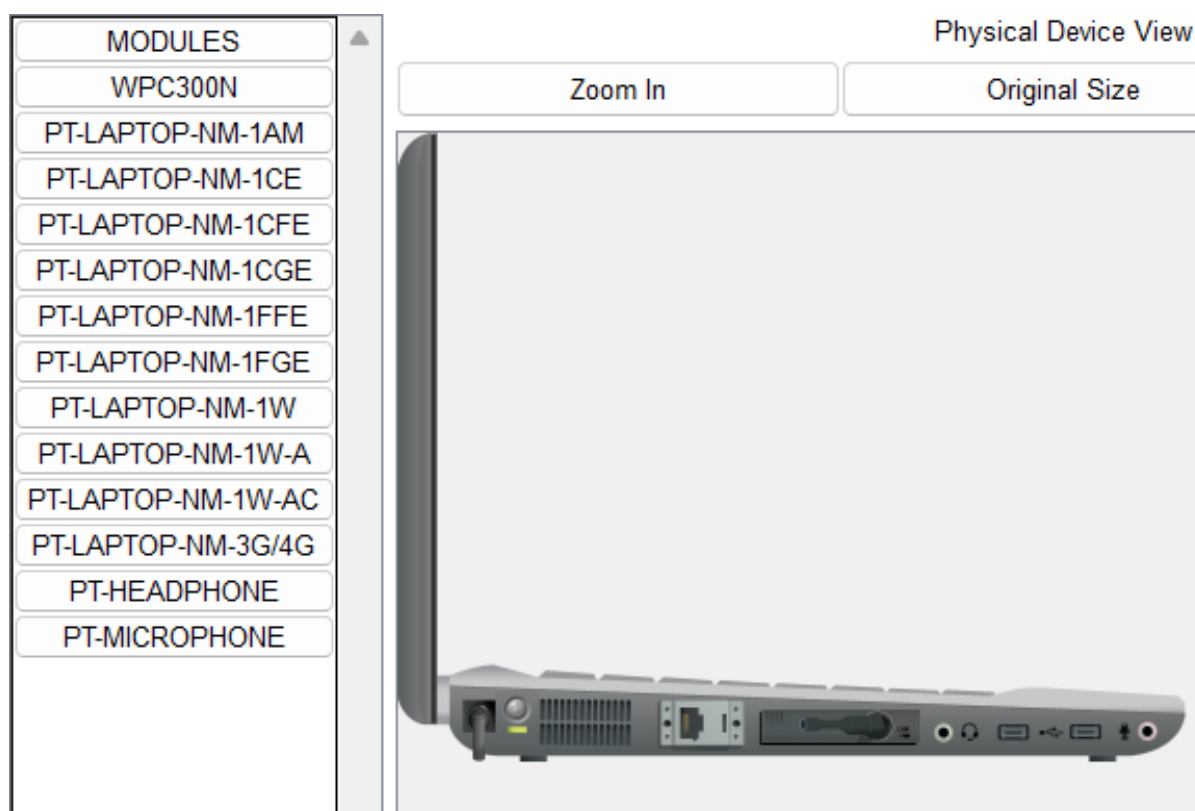 MODULES
WPC300N
PT-LAPTOP-NM-1AM
PT-LAPTOP-NM-1CE
PT-LAPTOP-NM-1CFE
PT-LAPTOP-NM-1CGE
PT-LAPTOP-NM-1FFE
PT-LAPTOP-NM-1FGE
PT-LAPTOP-NM-1W
PT-LAPTOP-NM-1W-A
PT-LAPTOP-NM-1W-AC
PT-LAPTOP-NM-3G/4G
PT-HEADPHONE
PT-MICROPHONE
Physical Device View
Zoom In
Original Size